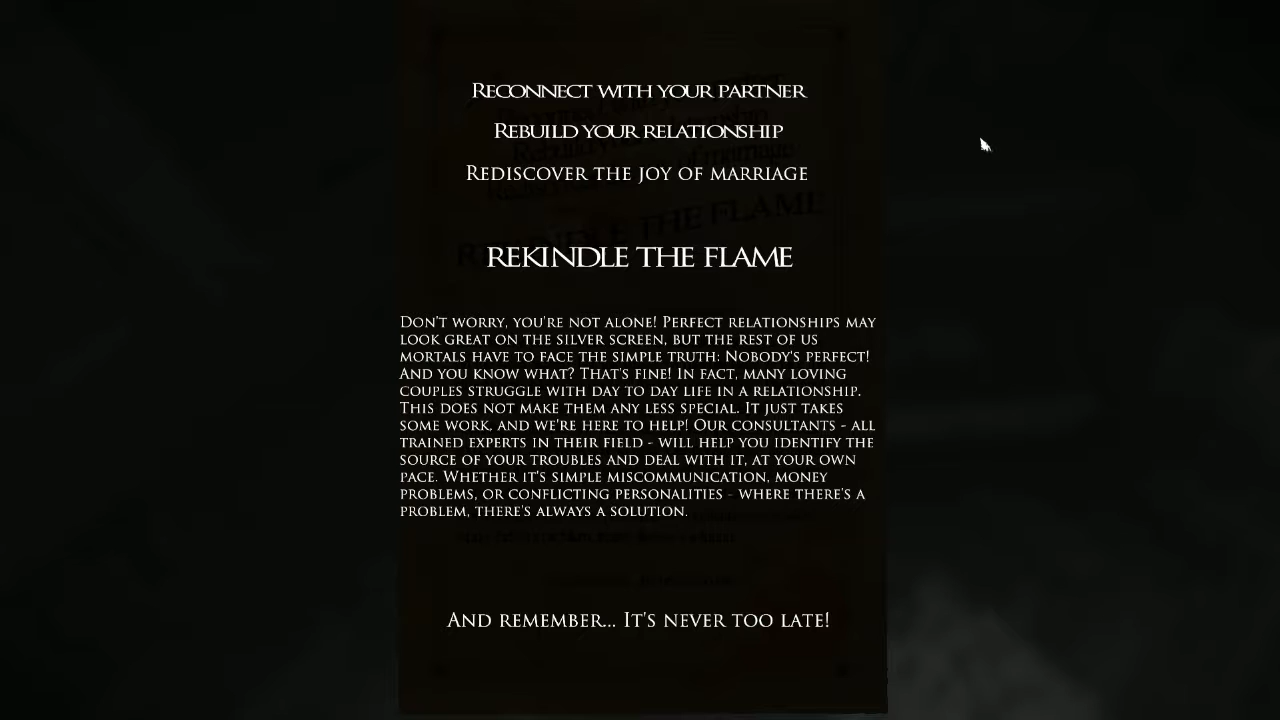 Reconnect with your partner
Rebuild your relationship
Rediscover the joy of marriage
REKINDLE THE FLAME
Don't worry, you're not alone! Perfect relationships may
look great on the silver screen, but the rest of us
mortals have to face the simple truth: Nobody's perfect!
And you know what? That's fine! In fact, many loving
couples struggle with day to day life in a relationship.
This does not make them any less special. It just takes
some work, and we're here to help! Our consultants - all
trained experts in their field - will help you identify the
source of your troubles and deal with it, at your own
pace. Whether it's simple miscommunication, money
problems, or conflicting personalities - where there's a
problem, there's always a solution.
And remember... It's never too late!